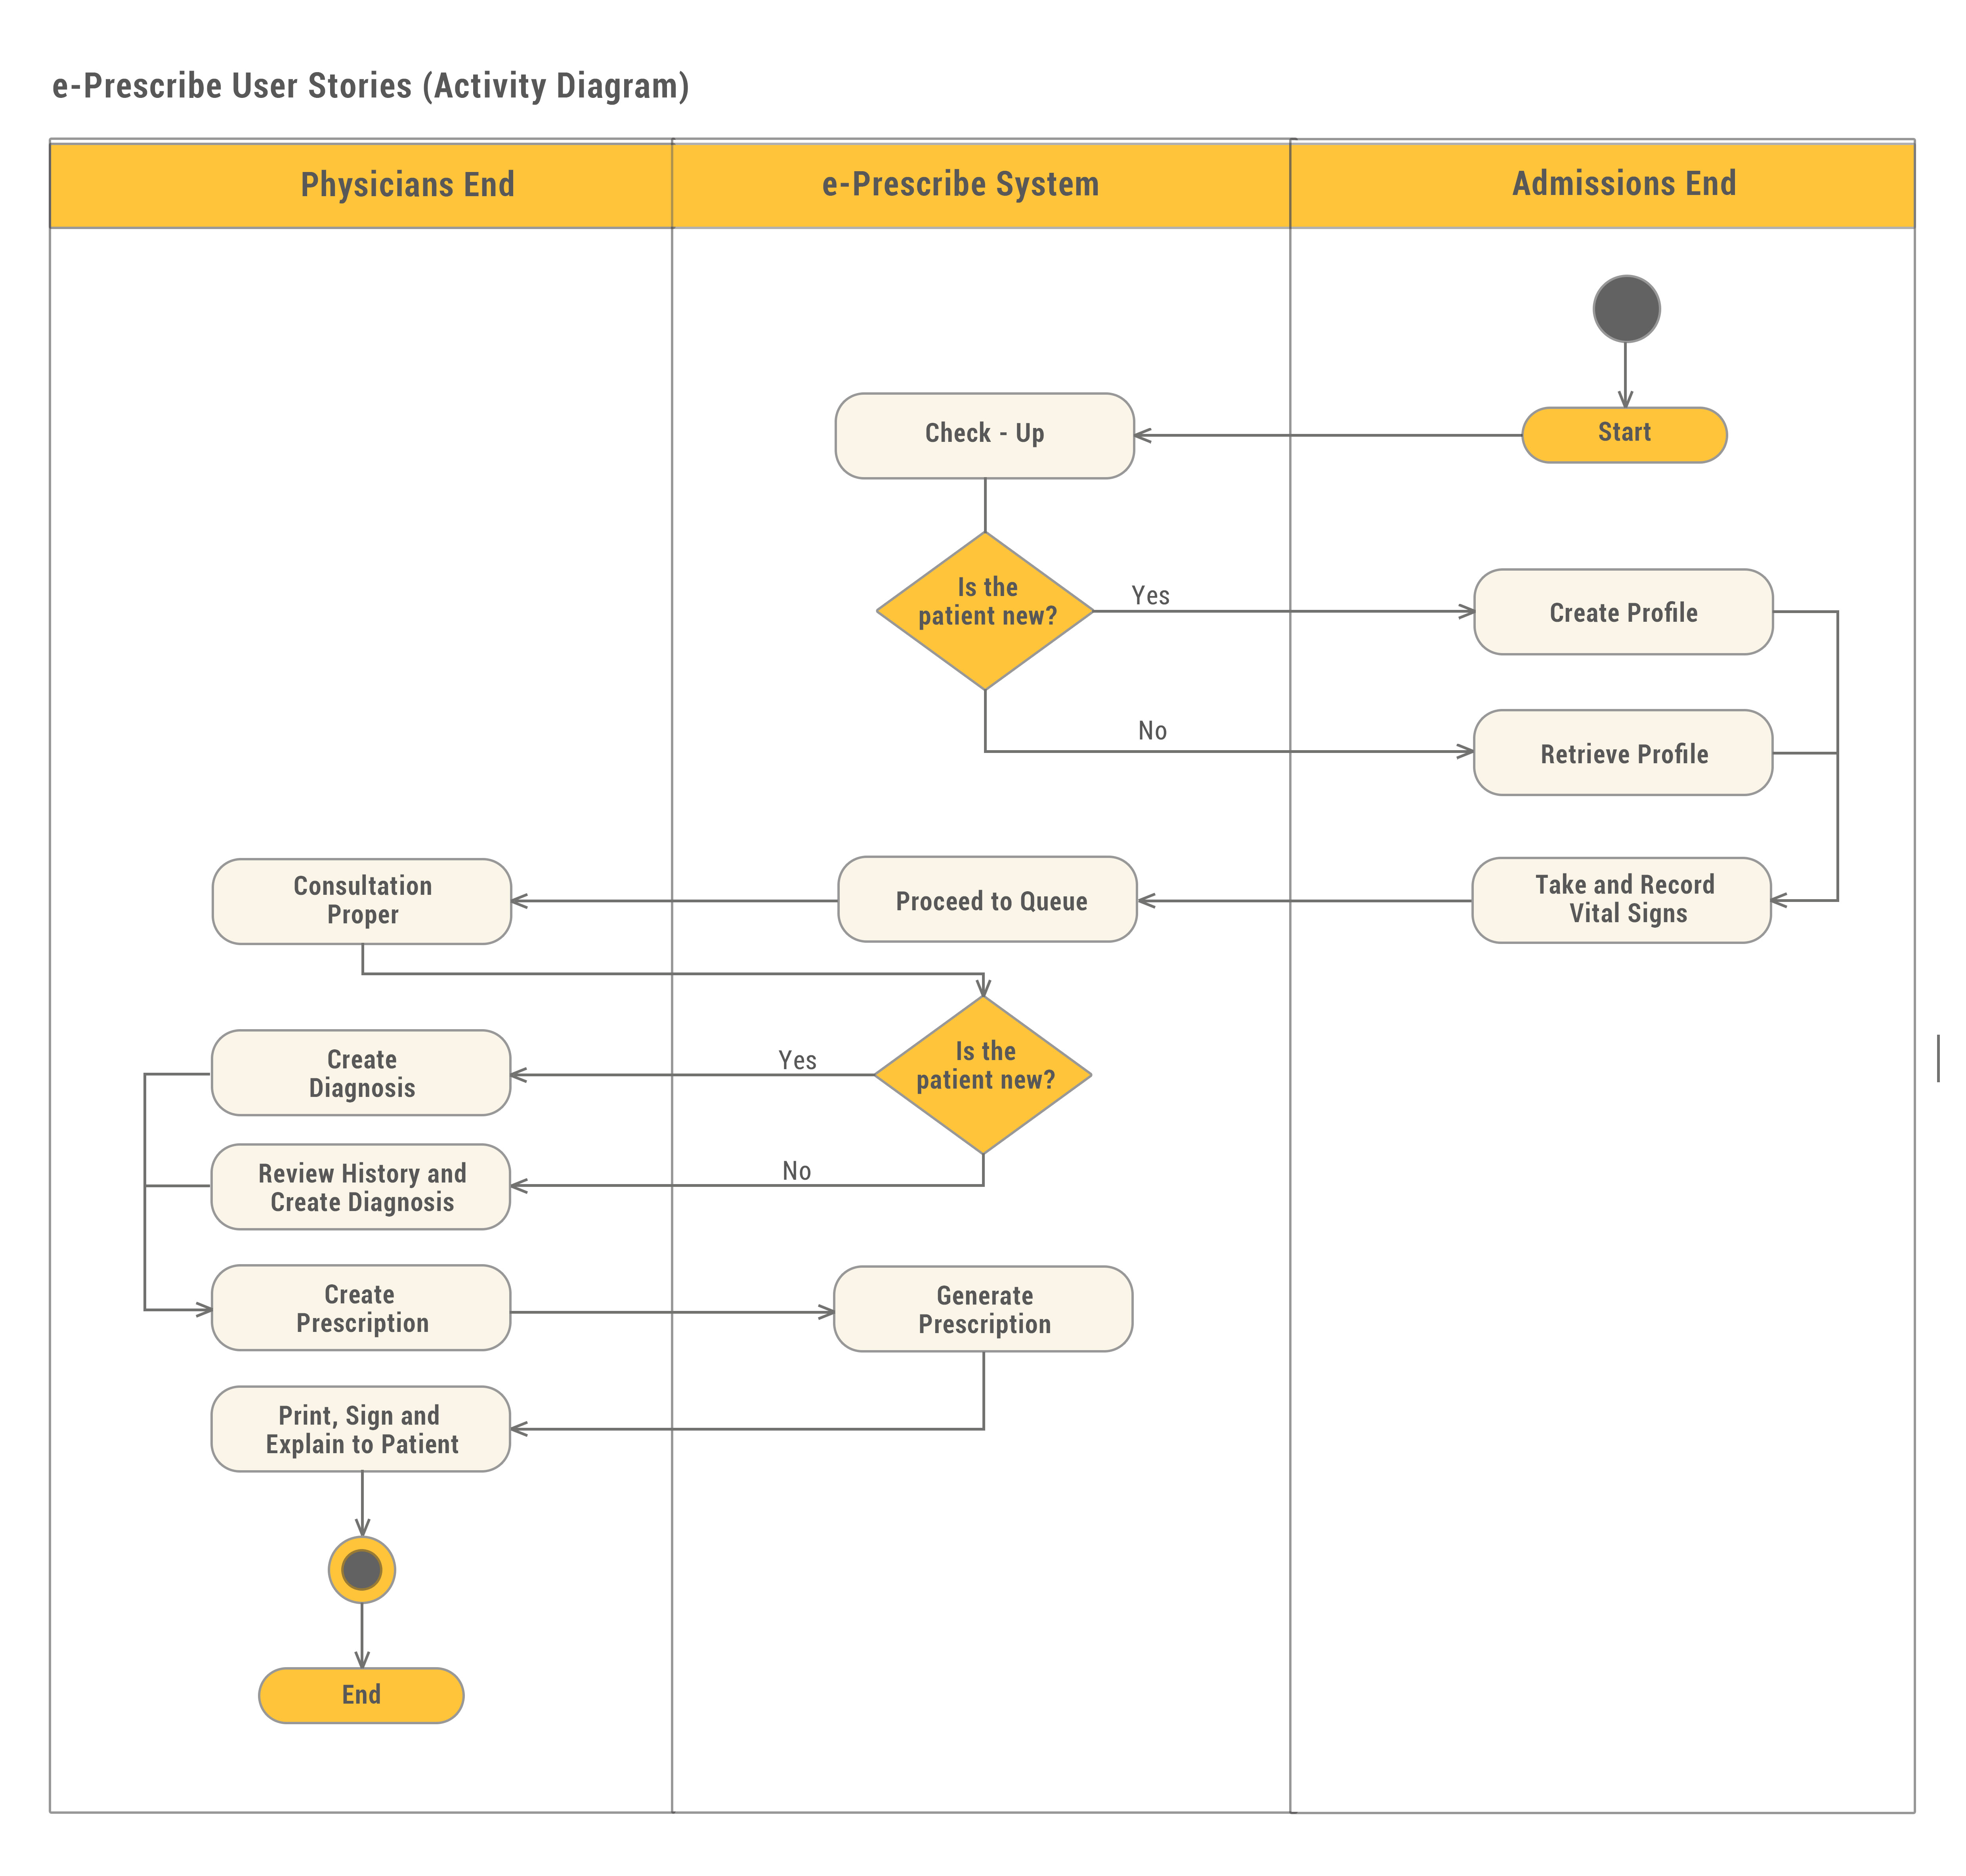 e-Prescribe User Stories (Activity Diagram)
Physicians End
e-Prescribe System
Admissions End
Start
Check - Up
Is the
patient new?
Yes
Create Profile
No
Retrieve Profile
Take and Record
Vital Signs
Proceed to Queue
Consultation
Proper
Is the
patient new?
Yes
Create
Diagnosis
No
Review History and
Create Diagnosis
Create
Prescription
Generate
Prescription
Print, Sign and
Explain to Patient
End